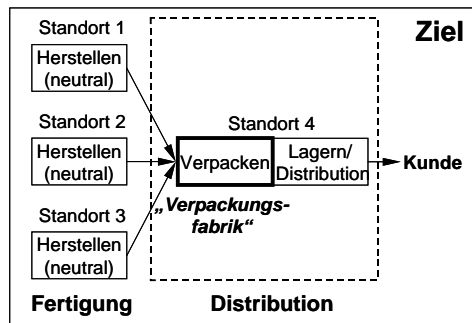 Ziel
Standort 1
Herstellen
(neutral)
Standort 2
Herstellen
(neutral)
Standort 3
Herstellen
(neutral)
Standort 4
Verpacken
Lagern/
Distribution
Kunde
„Verpackungs-
fabrik“
Fertigung
Distribution